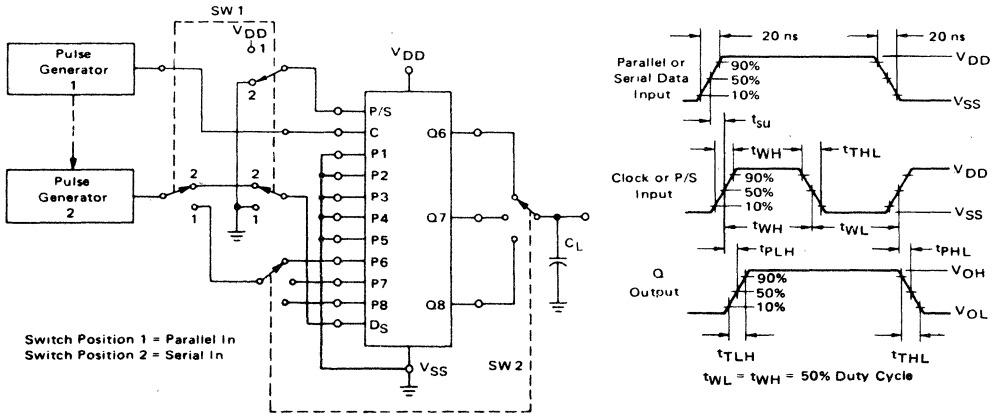 SW 1
Pulse
Generator
1
Pulse
Generator
2
VDD
1
2
2
2
1
1
VDD
P/S
C
P1
P2
P3
P4
P5
P6
P7
P8
DS
Q6
Q7
Q8
CL
VSS
SW 2
Switch Position 1 = Parallel In
Switch Position 2 = Serial In
20 ns
20 ns
Parallel or
Serial Data
Input
90%
50%
10%
VDD
VSS
tsu
tWH
tTHL
Clock or P/S
Input
90%
50%
10%
VDD
VSS
tWH
tWL
tPLH
tPHL
Q
Output
90%
50%
10%
VOH
VOL
tTLH
tTHL
tWL = tWH = 50% Duty Cycle